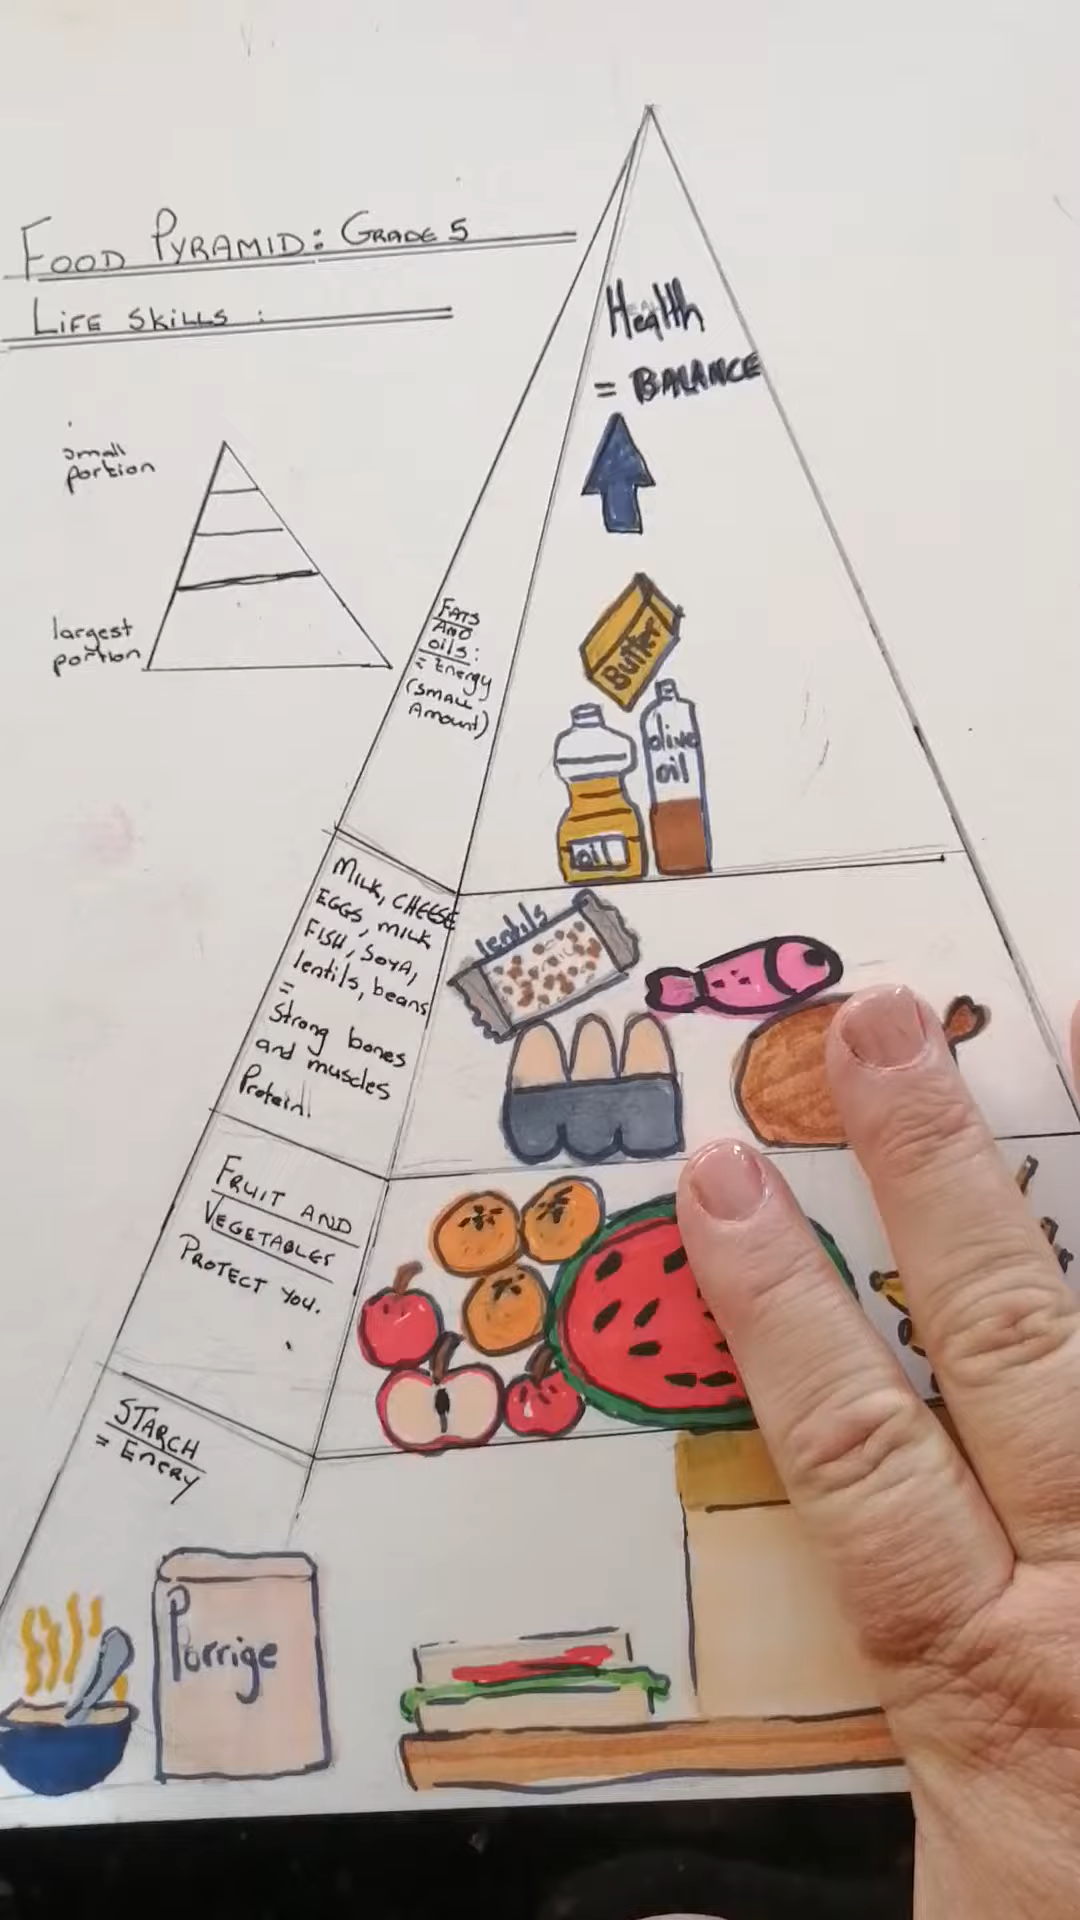 FOOD PYRAMID: GRADE 5
LIFE SKILLS :
Health
= BALANCE
small
portion
largest
portion
FATS
AND
oils:
= Energy
(SMALL
Amount)
Butter
olive
oil
oil
MILK, CHEESE
EGGS, MILK
FISH, SOYA,
lentils, beans
=
Strong bones
and muscles
Protein.
lentils
FRUIT AND
VEGETABLES
PROTECT YOU.
STARCH
= Enery
Porrige